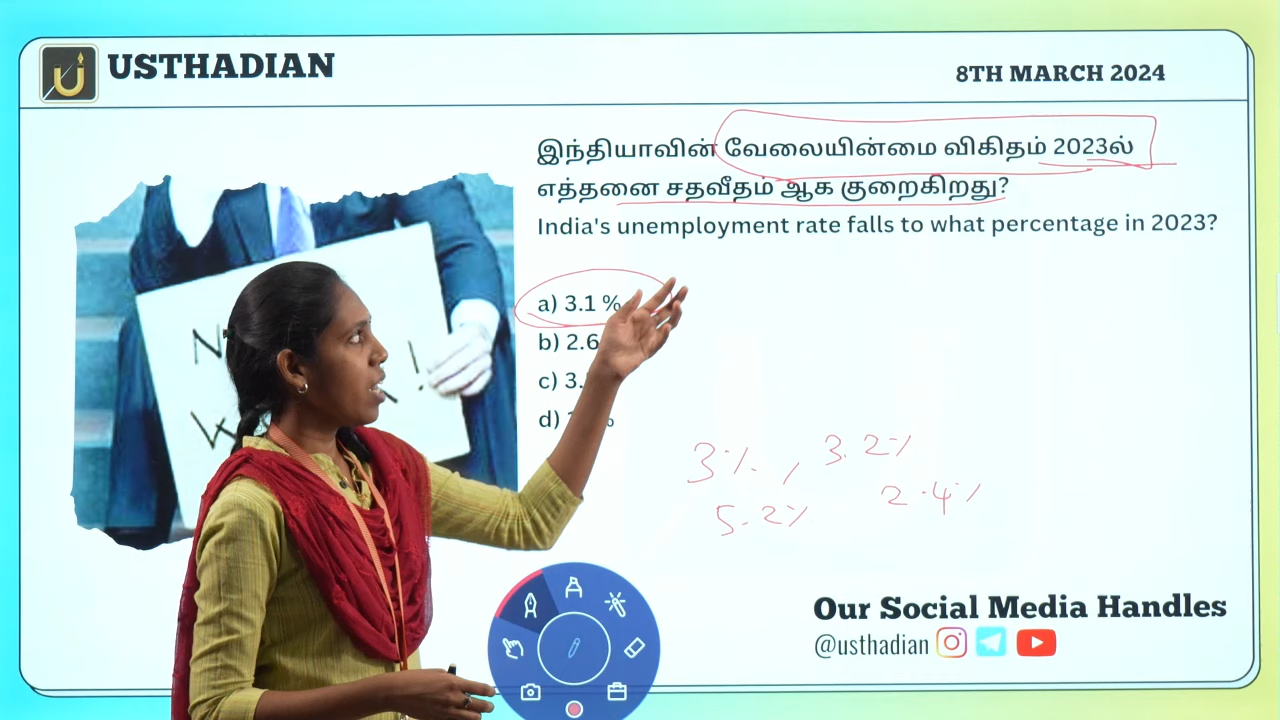 USTHADIAN
8TH MARCH 2024
இந்தியாவின் வேலையின்மை விகிதம் 2023ல்
எத்தனை சதவீதம் ஆக குறைகிறது?
India's unemployment rate falls to what percentage in 2023?
a) 3.1 %
b) 2.6
c) 3.
d)
3% , 3.2%
5.2% 2.4%
Our Social Media Handles
@usthadian